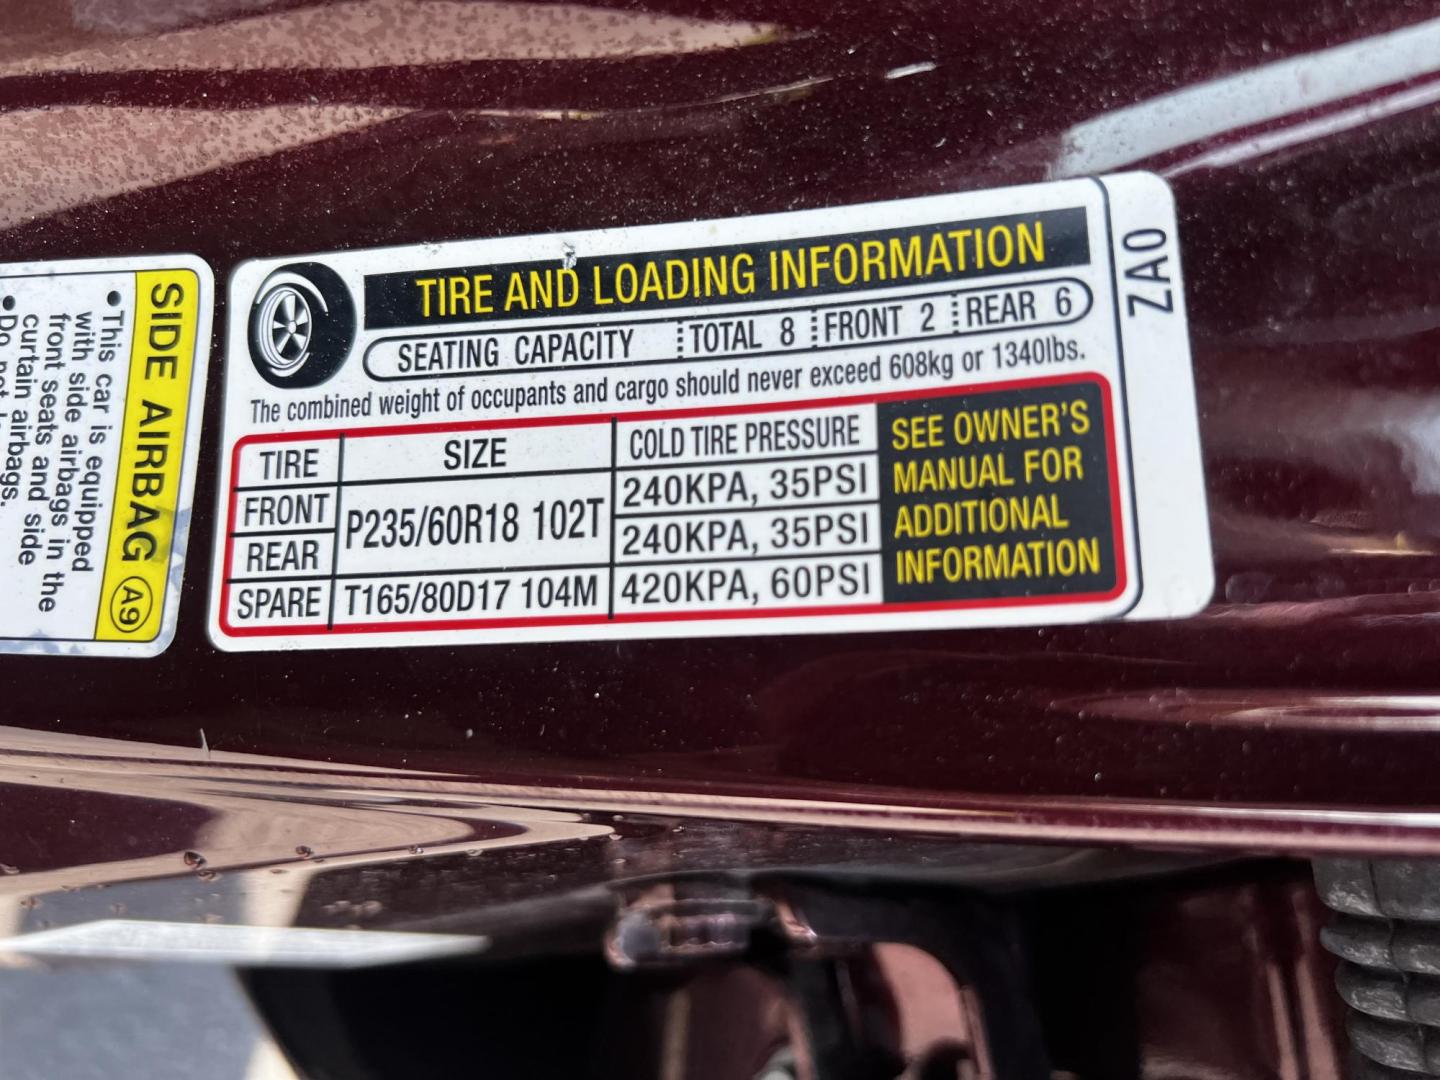 SIDE AIRBAG A9
• This car is equipped
with side airbags in the
front seats and side
curtain airbags.
TIRE AND LOADING INFORMATION
SEATING CAPACITY TOTAL 8 FRONT 2 REAR 6
The combined weight of occupants and cargo should never exceed 608kg or 1340lbs.
TIRE SIZE COLD TIRE PRESSURE
FRONT P235/60R18 102T 240KPA, 35PSI
REAR 240KPA, 35PSI
SPARE T165/80D17 104M 420KPA, 60PSI
SEE OWNER'S
MANUAL FOR
ADDITIONAL
INFORMATION
ZA0